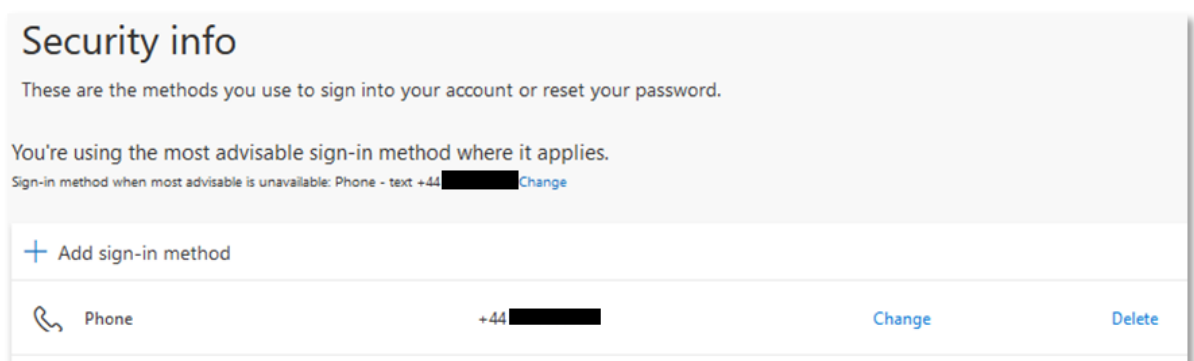 Security info
These are the methods you use to sign into your account or reset your password.
You're using the most advisable sign-in method where it applies.
Sign-in method when most advisable is unavailable: Phone - text +44 Change
+ Add sign-in method
Phone +44 Change Delete